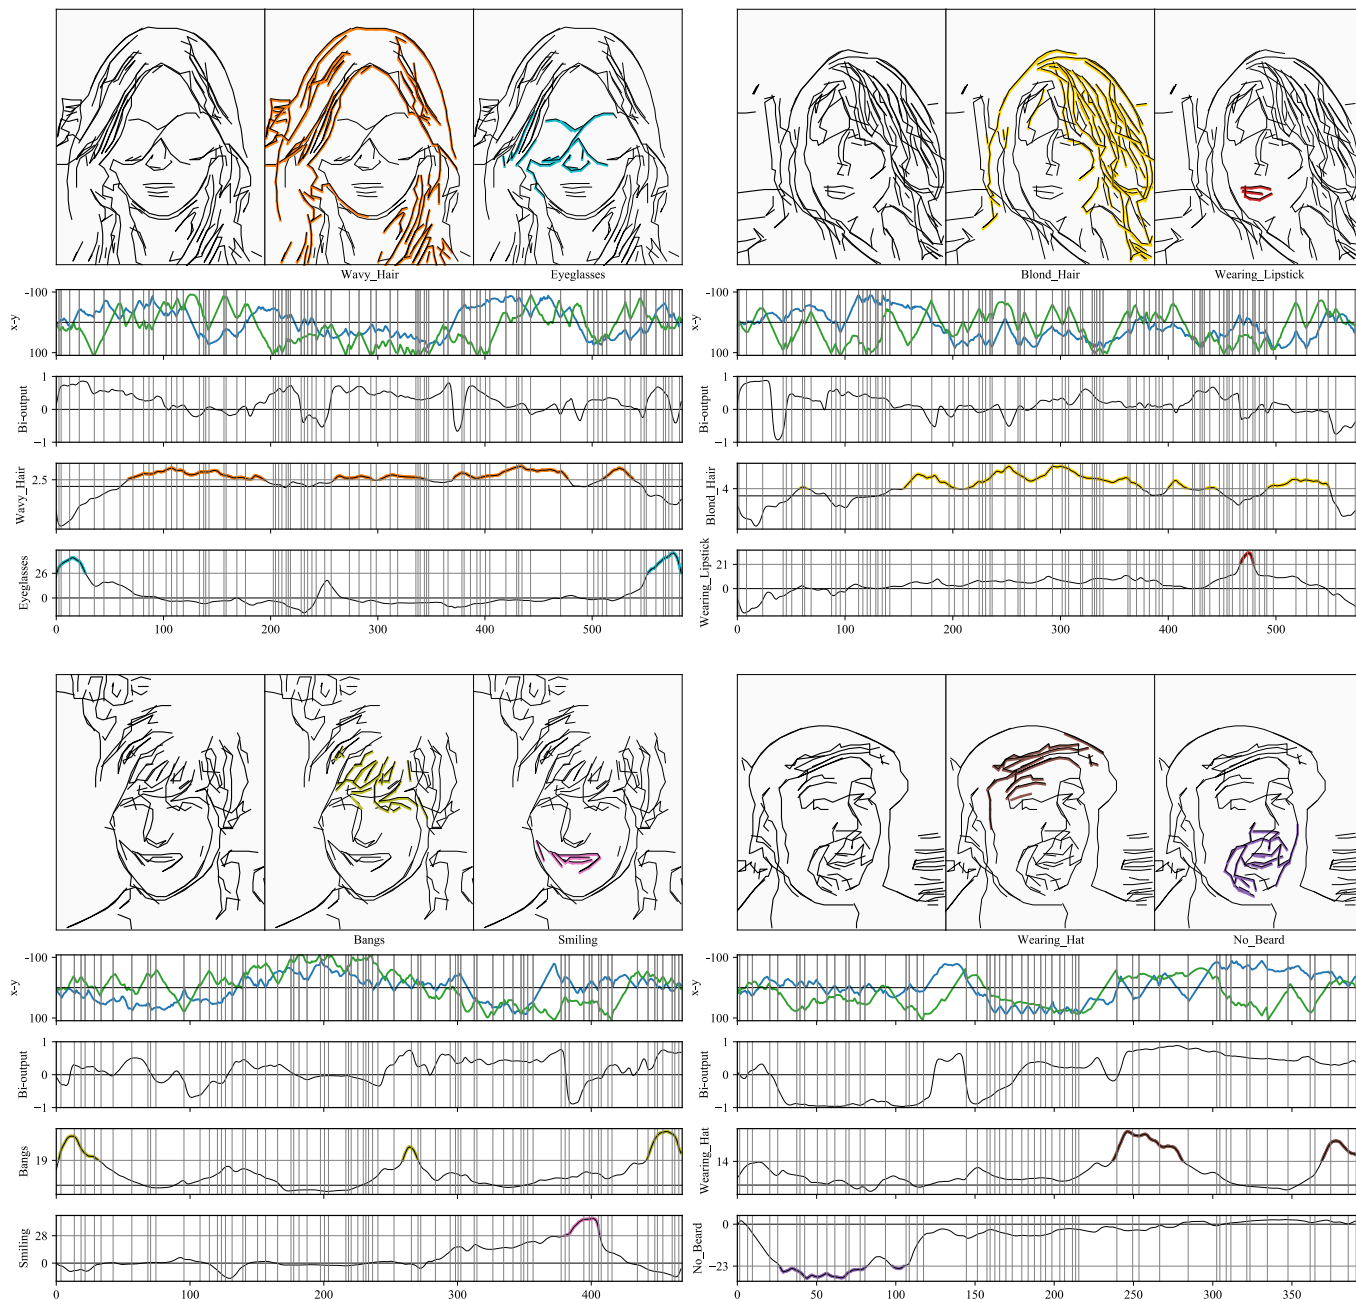 Wavy_Hair Eyeglasses
Blond_Hair Wearing_Lipstick
x-y
-100
100
Bi-output
1
0
−1
Wavy_Hair
2.5
Eyeglasses
26
0
0 100 200 300 400 500
x-y
-100
100
Bi-output
1
0
−1
Blond_Hair
4
Wearing_Lipstick
21
0
0 100 200 300 400 500
Bangs Smiling
Wearing_Hat No_Beard
x-y
-100
100
Bi-output
1
0
−1
Bangs
19
Smiling
28
0
0 100 200 300 400
x-y
-100
100
Bi-output
1
0
−1
Wearing_Hat
14
No_Beard
0
−23
0 50 100 150 200 250 300 350